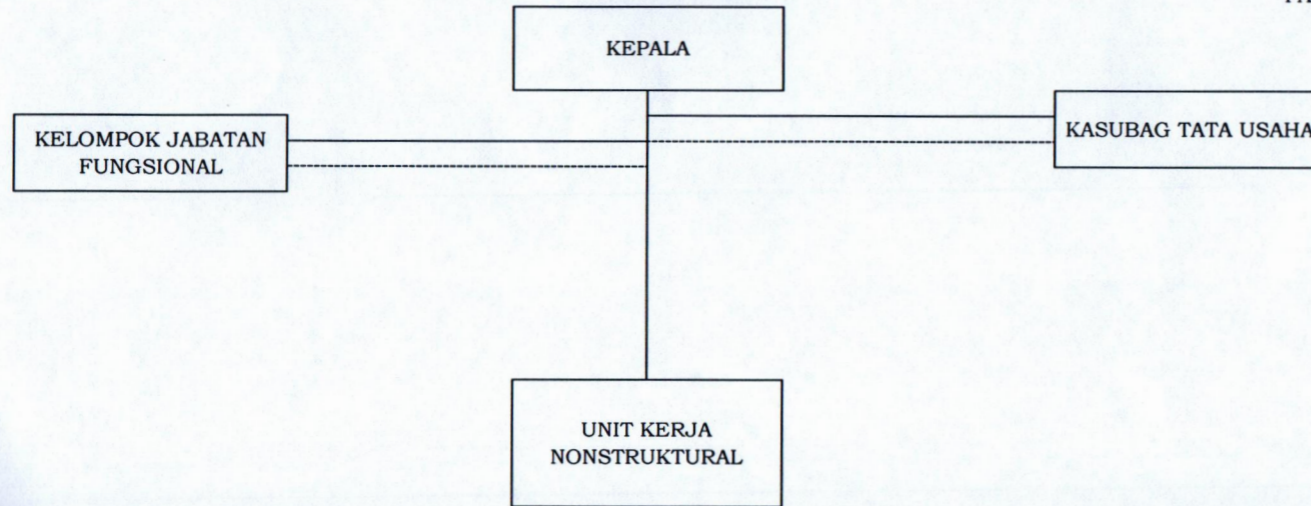 KEPALA
KELOMPOK JABATAN
FUNGSIONAL
KASUBAG TATA USAHA
UNIT KERJA
NONSTRUKTURAL